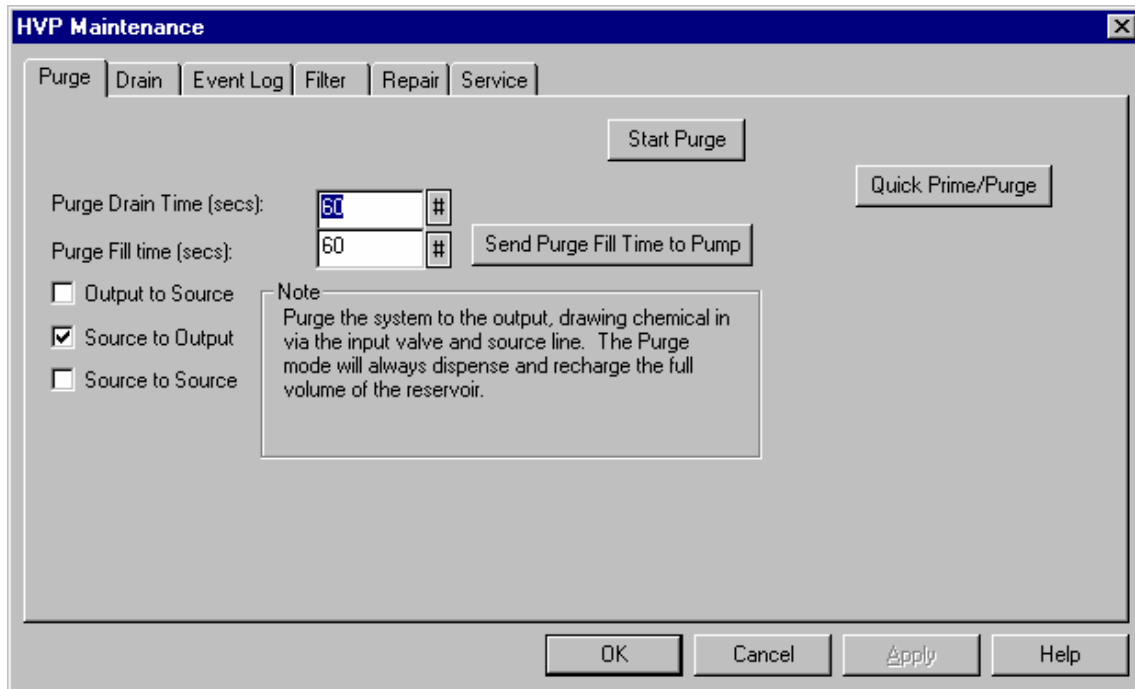 HVP Maintenance
Purge Drain Event Log Filter Repair Service
Start Purge
Quick Prime/Purge
Purge Drain Time (secs): 60 #
Purge Fill time (secs): 60 # Send Purge Fill Time to Pump
Output to Source
Source to Output
Source to Source
Note
Purge the system to the output, drawing chemical in
via the input valve and source line. The Purge
mode will always dispense and recharge the full
volume of the reservoir.
OK Cancel Apply Help